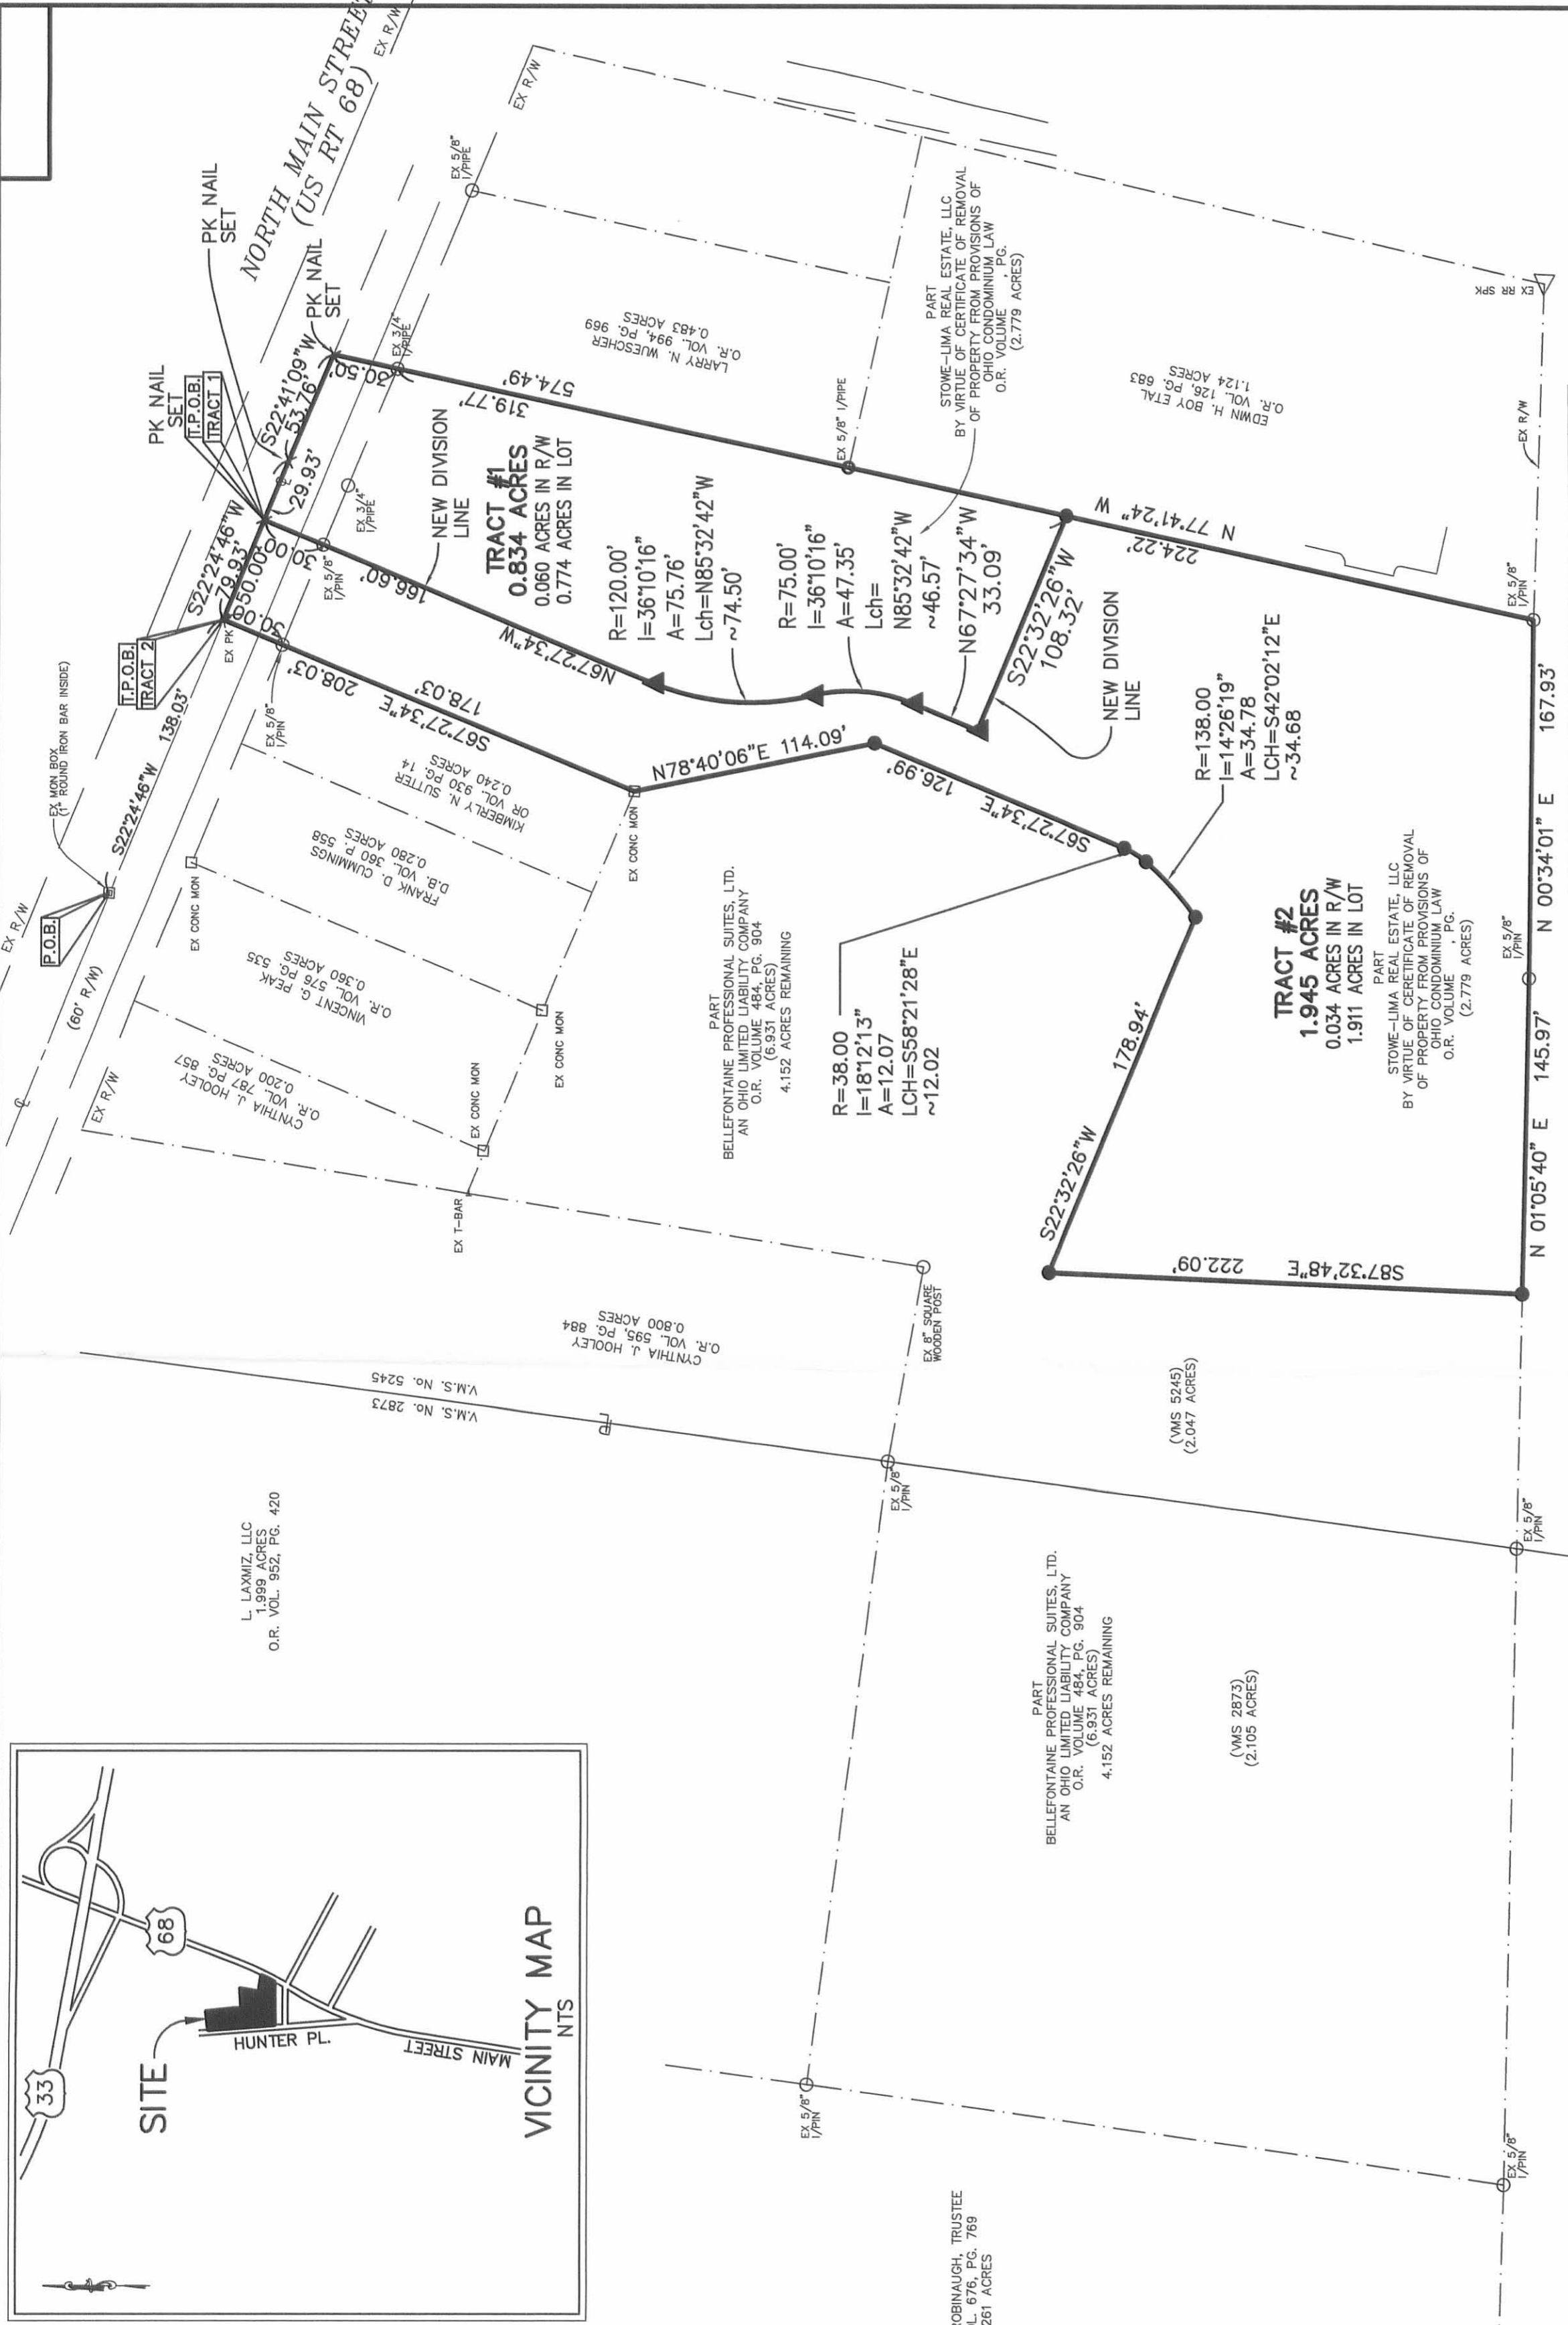 NORTH MAIN STREET
(US RT 68)
EX R/W
EX R/W
PK NAIL
SET
PK NAIL
SET
PK NAIL
SET
T.P.O.B.
TRACT 1
T.P.O.B.
TRACT 2
EX MON BOX
(1" ROUND IRON BAR INSIDE)
P.O.B.
EX R/W
(60' R/W)
S22°24'46"W 138.03'
S22°24'46"W
79.93'
50.00'
29.93'
S22°41'09"W
53.76'
30.50'
30.00'
30.00'
EX PK
EX 5/8"
I/PIN
EX 5/8"
I/PIN
EX 3/4"
I/PIPE
EX 3/4"
I/PIPE
EX 5/8"
I/PIPE
EX R/W
EX CONC MON
CYNTHIA J. HOOLEY
O.R. VOL. 787 PG. 857
0.200 ACRES
VINCENT G. PEAK
O.R. VOL. 576 PG. 535
0.360 ACRES
FRANK D. CUMMINGS
D.B. VOL. 360 P. 558
0.280 ACRES
KIMBERLY N. SUTTER
OR VOL. 930 PG. 14
0.240 ACRES
208.03'
178.03'
S67°27'34"E
166.60'
N67°27'34"W
NEW DIVISION
LINE
TRACT #1
0.834 ACRES
0.060 ACRES IN R/W
0.774 ACRES IN LOT
574.49'
319.77'
LARRY N. WUESCHER
O.R. VOL. 994, PG. 969
0.483 ACRES
R=120.00'
I=36°10'16"
A=75.76'
Lch=N85°32'42"W
~74.50'
R=75.00'
I=36°10'16"
A=47.35'
Lch=
N85°32'42"W
~46.57'
N67°27'34"W
33.09'
S22°32'26"W
108.32'
NEW DIVISION
LINE
EX 5/8" I/PIPE
PART
STOWE-LIMA REAL ESTATE, LLC
BY VIRTUE OF CERTIFICATE OF REMOVAL
OF PROPERTY FROM PROVISIONS OF
OHIO CONDOMINIUM LAW
O.R. VOLUME , PG.
(2.779 ACRES)
EDWIN H. BOY ETAL
O.R. VOL. 126, PG. 683
1.124 ACRES
EX RR SPK
EX R/W
N 77°41'24" W
224.22'
EX 5/8"
I/PIN
EX R/W
EX CONC MON
EX CONC MON
EX CONC MON
EX T-BAR
N78°40'06"E 114.09'
126.99'
S67°27'34"E
PART
BELLEFONTAINE PROFESSIONAL SUITES, LTD.
AN OHIO LIMITED LIABILITY COMPANY
O.R. VOLUME 484, PG. 904
(6.931 ACRES)
4.152 ACRES REMAINING
R=38.00
I=18°12'13"
A=12.07
LCH=S58°21'28"E
~12.02
R=138.00
I=14°26'19"
A=34.78
LCH=S42°02'12"E
~34.68
S22°32'26"W
178.94'
TRACT #2
1.945 ACRES
0.034 ACRES IN R/W
1.911 ACRES IN LOT
PART
STOWE-LIMA REAL ESTATE, LLC
BY VIRTUE OF CERETIFICATE OF REMOVAL
OF PROPERTY FROM PROVISIONS OF
OHIO CONDOMINIUM LAW
O.R. VOLUME , PG.
(2.779 ACRES)
S87°32'48"E
222.09'
N 01°05'40" E 145.97'
EX 5/8"
I/PIN
N 00°34'01" E 167.93'
CYNTHIA J. HOOLEY
O.R. VOL. 595, PG. 884
0.800 ACRES
V.M.S. No. 5245
V.M.S. No. 2873
EX 8" SQUARE
WOODEN POST
(VMS 5245)
(2.047 ACRES)
EX 5/8"
I/PIN
EX 5/8"
I/PIN
L. LAXMIZ, LLC
1.999 ACRES
O.R. VOL. 952, PG. 420
PART
BELLEFONTAINE PROFESSIONAL SUITES, LTD.
AN OHIO LIMITED LIABILITY COMPANY
O.R. VOLUME 484, PG. 904
(6.931 ACRES)
4.152 ACRES REMAINING
(VMS 2873)
(2.105 ACRES)
EX 5/8"
I/PIN
EX 5/8"
I/PIN
ROBINAUGH, TRUSTEE
L. 676, PG. 769
261 ACRES
33
68
SITE
HUNTER PL.
MAIN STREET
VICINITY MAP
NTS